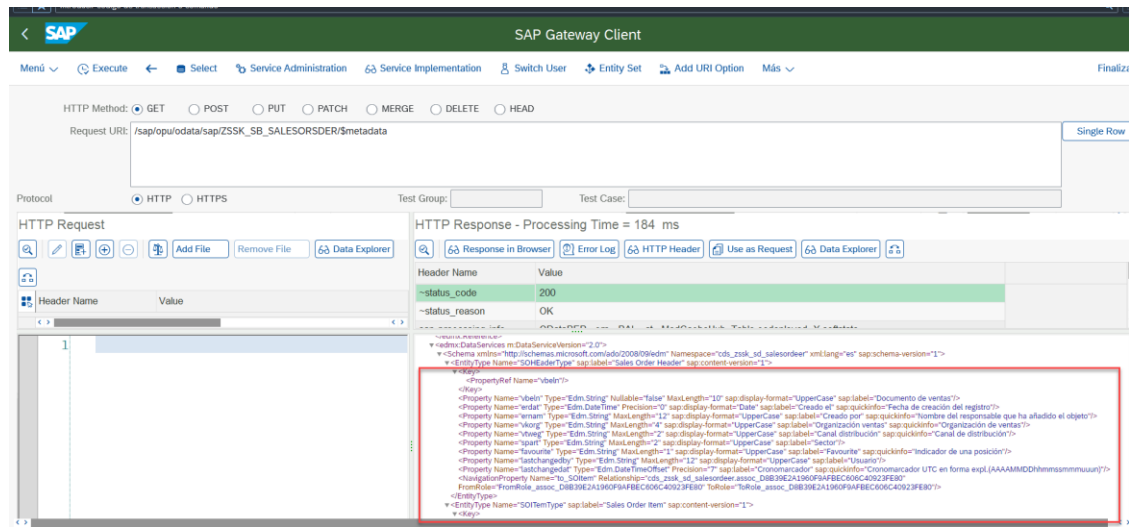 SAP
SAP Gateway Client
Menú
Execute
Select
Service Administration
Service Implementation
Switch User
Entity Set
Add URI Option
Más
HTTP Method:
GET
POST
PUT
PATCH
MERGE
DELETE
HEAD
Request URI:
/sap/opu/odata/sap/ZSSK_SB_SALESORSDER/$metadata
Single Row
Protocol
HTTP
HTTPS
Test Group:
Test Case:
HTTP Request
HTTP Response - Processing Time = 184 ms
Add File
Remove File
Data Explorer
Response in Browser
Error Log
HTTP Header
Use as Request
Data Explorer
Header Name Value
~status_code 200
~status_reason OK
Header Name Value
1
<edmx:DataServices m:DataServiceVersion="2.0">
<Schema xmlns="http://schemas.microsoft.com/ado/2008/09/edm" Namespace="cds_zssk_sd_salesordeer" xml:lang="es" sap:schema-version="1">
<EntityType Name="SOHEaderType" sap:label="Sales Order Header" sap:content-version="1">
<Key>
<PropertyRef Name="vbeln"/>
</Key>
<Property Name="vbeln" Type="Edm.String" Nullable="false" MaxLength="10" sap:display-format="UpperCase" sap:label="Documento de ventas"/>
<Property Name="erdat" Type="Edm.DateTime" Precision="0" sap:display-format="Date" sap:label="Creado el" sap:quickinfo="Fecha de creación del registro"/>
<Property Name="ernam" Type="Edm.String" MaxLength="12" sap:display-format="UpperCase" sap:label="Creado por" sap:quickinfo="Nombre del responsable que ha añadido el objeto"/>
<Property Name="vkorg" Type="Edm.String" MaxLength="4" sap:display-format="UpperCase" sap:label="Organización ventas" sap:quickinfo="Organización de ventas"/>
<Property Name="vtweg" Type="Edm.String" MaxLength="2" sap:display-format="UpperCase" sap:label="Canal distribución" sap:quickinfo="Canal de distribución"/>
<Property Name="spart" Type="Edm.String" MaxLength="2" sap:display-format="UpperCase" sap:label="Sector"/>
<Property Name="favourite" Type="Edm.String" MaxLength="1" sap:display-format="UpperCase" sap:label="Favourite" sap:quickinfo="Indicador de una posición"/>
<Property Name="lastchangedby" Type="Edm.String" MaxLength="12" sap:display-format="UpperCase" sap:label="Usuario"/>
<Property Name="lastchangedat" Type="Edm.DateTimeOffset" Precision="7" sap:label="Cronomarcador" sap:quickinfo="Cronomarcador UTC en forma expl.(AAAAMMDDhhmmssmmmuuun)"/>
<NavigationProperty Name="to_SOItem" Relationship="cds_zssk_sd_salesordeer.assoc_D8B39E2A1960F9AFBEC606C40923FE80"
FromRole="FromRole_assoc_D8B39E2A1960F9AFBEC606C40923FE80" ToRole="ToRole_assoc_D8B39E2A1960F9AFBEC606C40923FE80"/>
</EntityType>
<EntityType Name="SOITemType" sap:label="Sales Order Item" sap:content-version="1">
<Key>